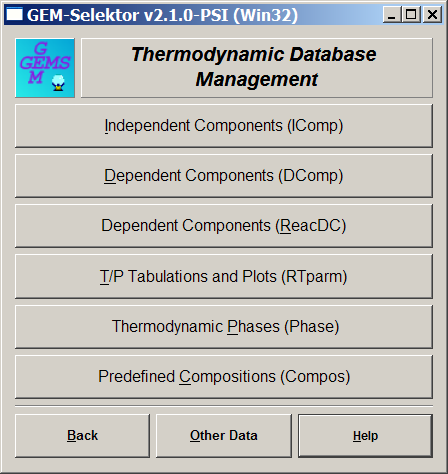 GEM-Selektor v2.1.0-PSI (Win32)
G
GEMS
M
Thermodynamic Database
Management
Independent Components (IComp)
Dependent Components (DComp)
Dependent Components (ReacDC)
T/P Tabulations and Plots (RTparm)
Thermodynamic Phases (Phase)
Predefined Compositions (Compos)
Back
Other Data
Help